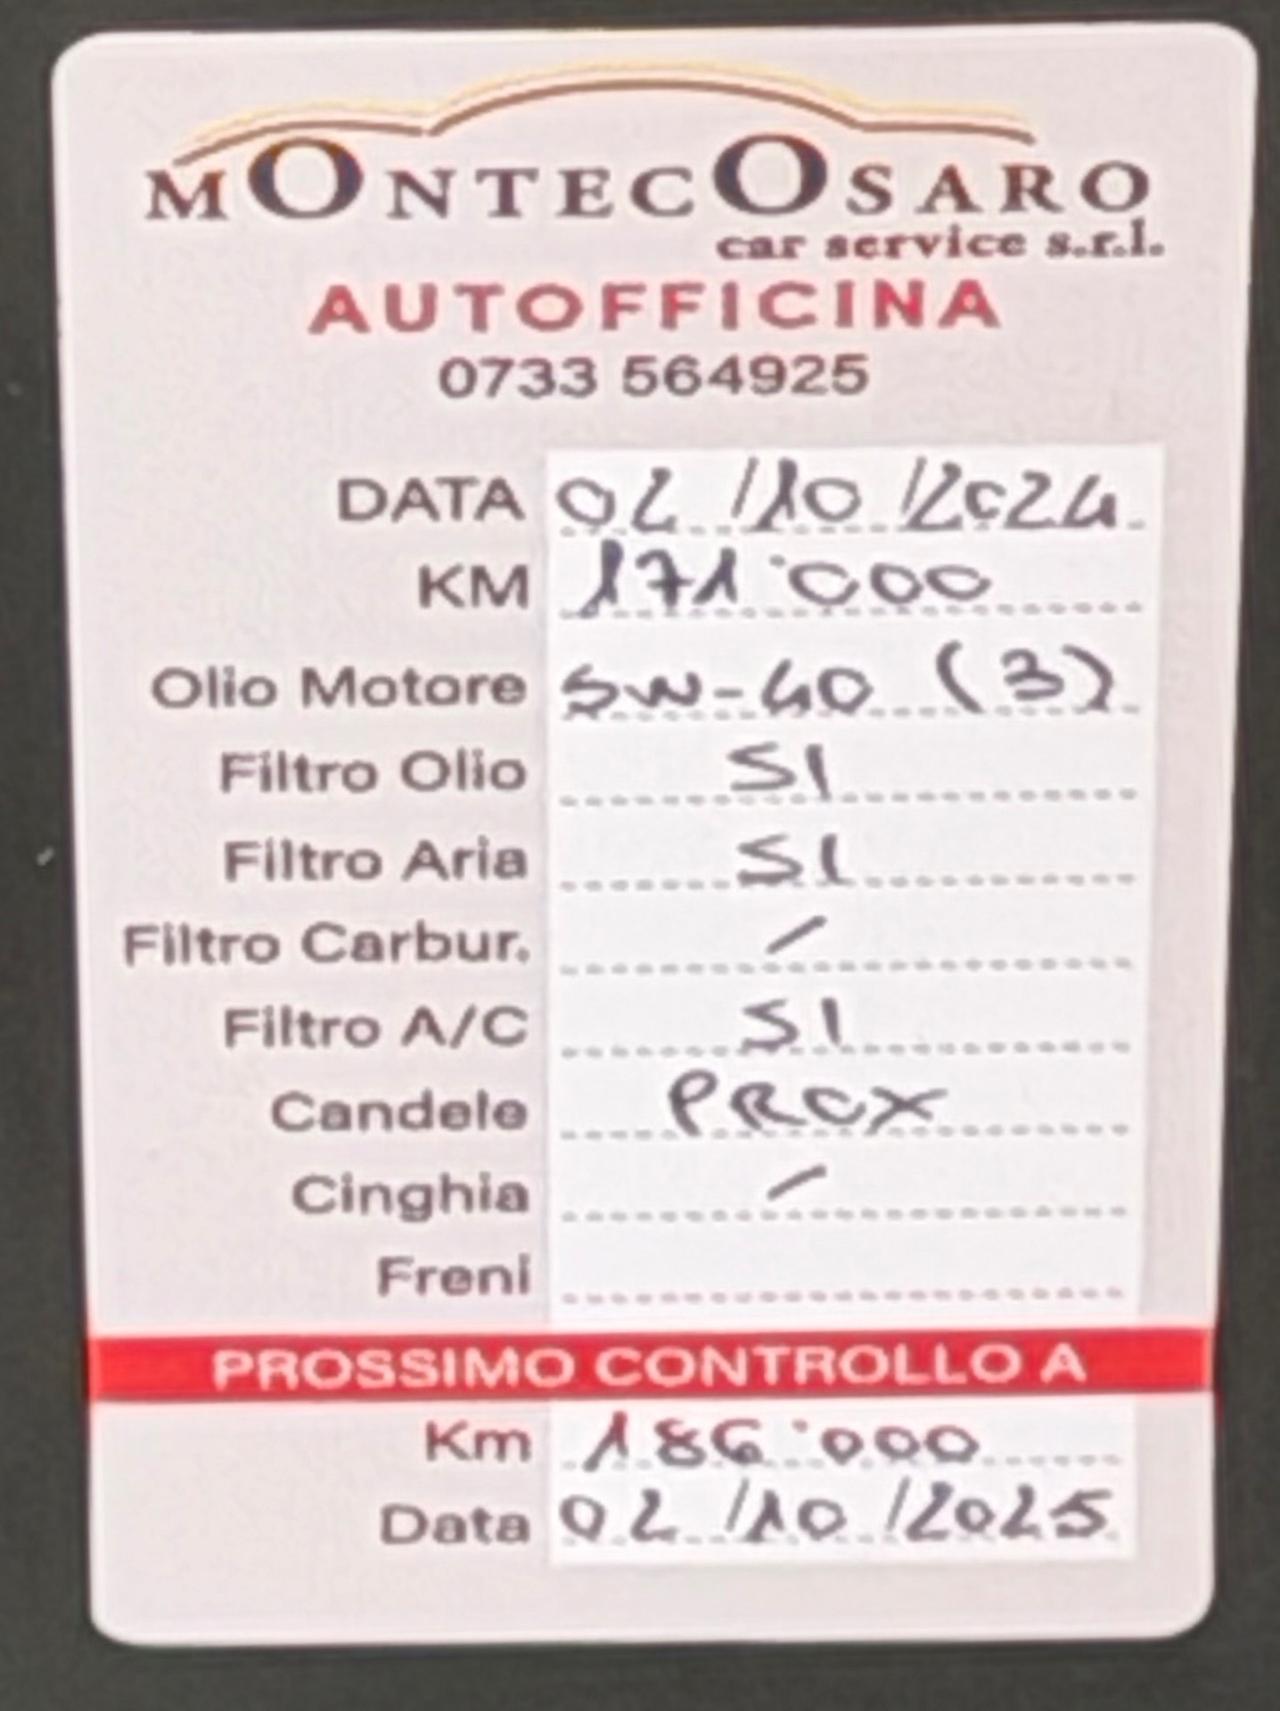 MONTECOSARO
car service s.r.l.
AUTOFFICINA
0733 564925
DATA 02/10/2024
KM 171'000
Olio Motore 5W-40 (3)
Filtro Olio SI
Filtro Aria SI
Filtro Carbur. /
Filtro A/C SI
Candele PROX
Cinghia /
Freni
PROSSIMO CONTROLLO A
Km 186'000
Data 02/10/2025